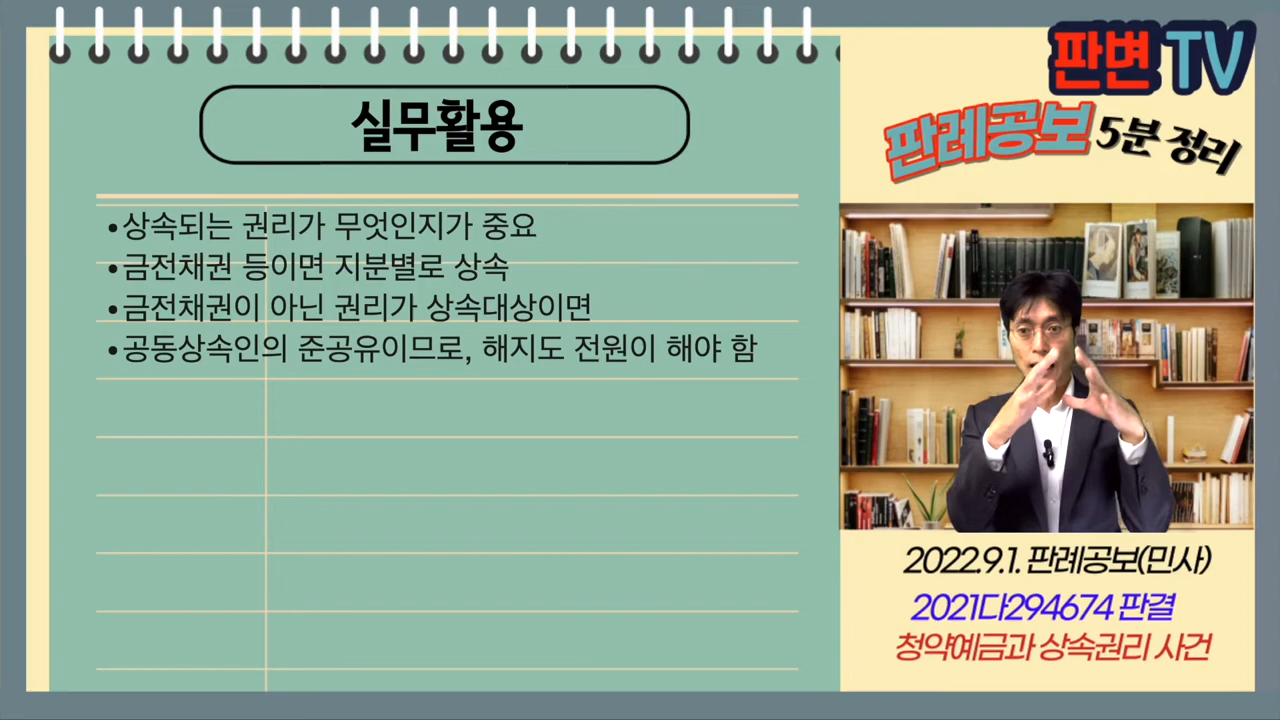 실무활용
•상속되는 권리가 무엇인지가 중요
•금전채권 등이면 지분별로 상속
•금전채권이 아닌 권리가 상속대상이면
•공동상속인의 준공유이므로, 해지도 전원이 해야 함
판변 TV
판례공보 5분 정리
2022.9.1. 판례공보(민사)
2021다294674 판결
청약예금과 상속권리 사건